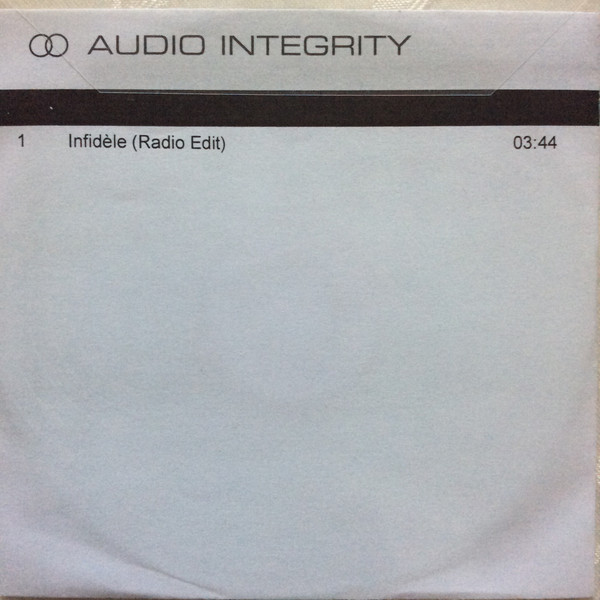 AUDIO INTEGRITY
1 Infidèle (Radio Edit) 03:44